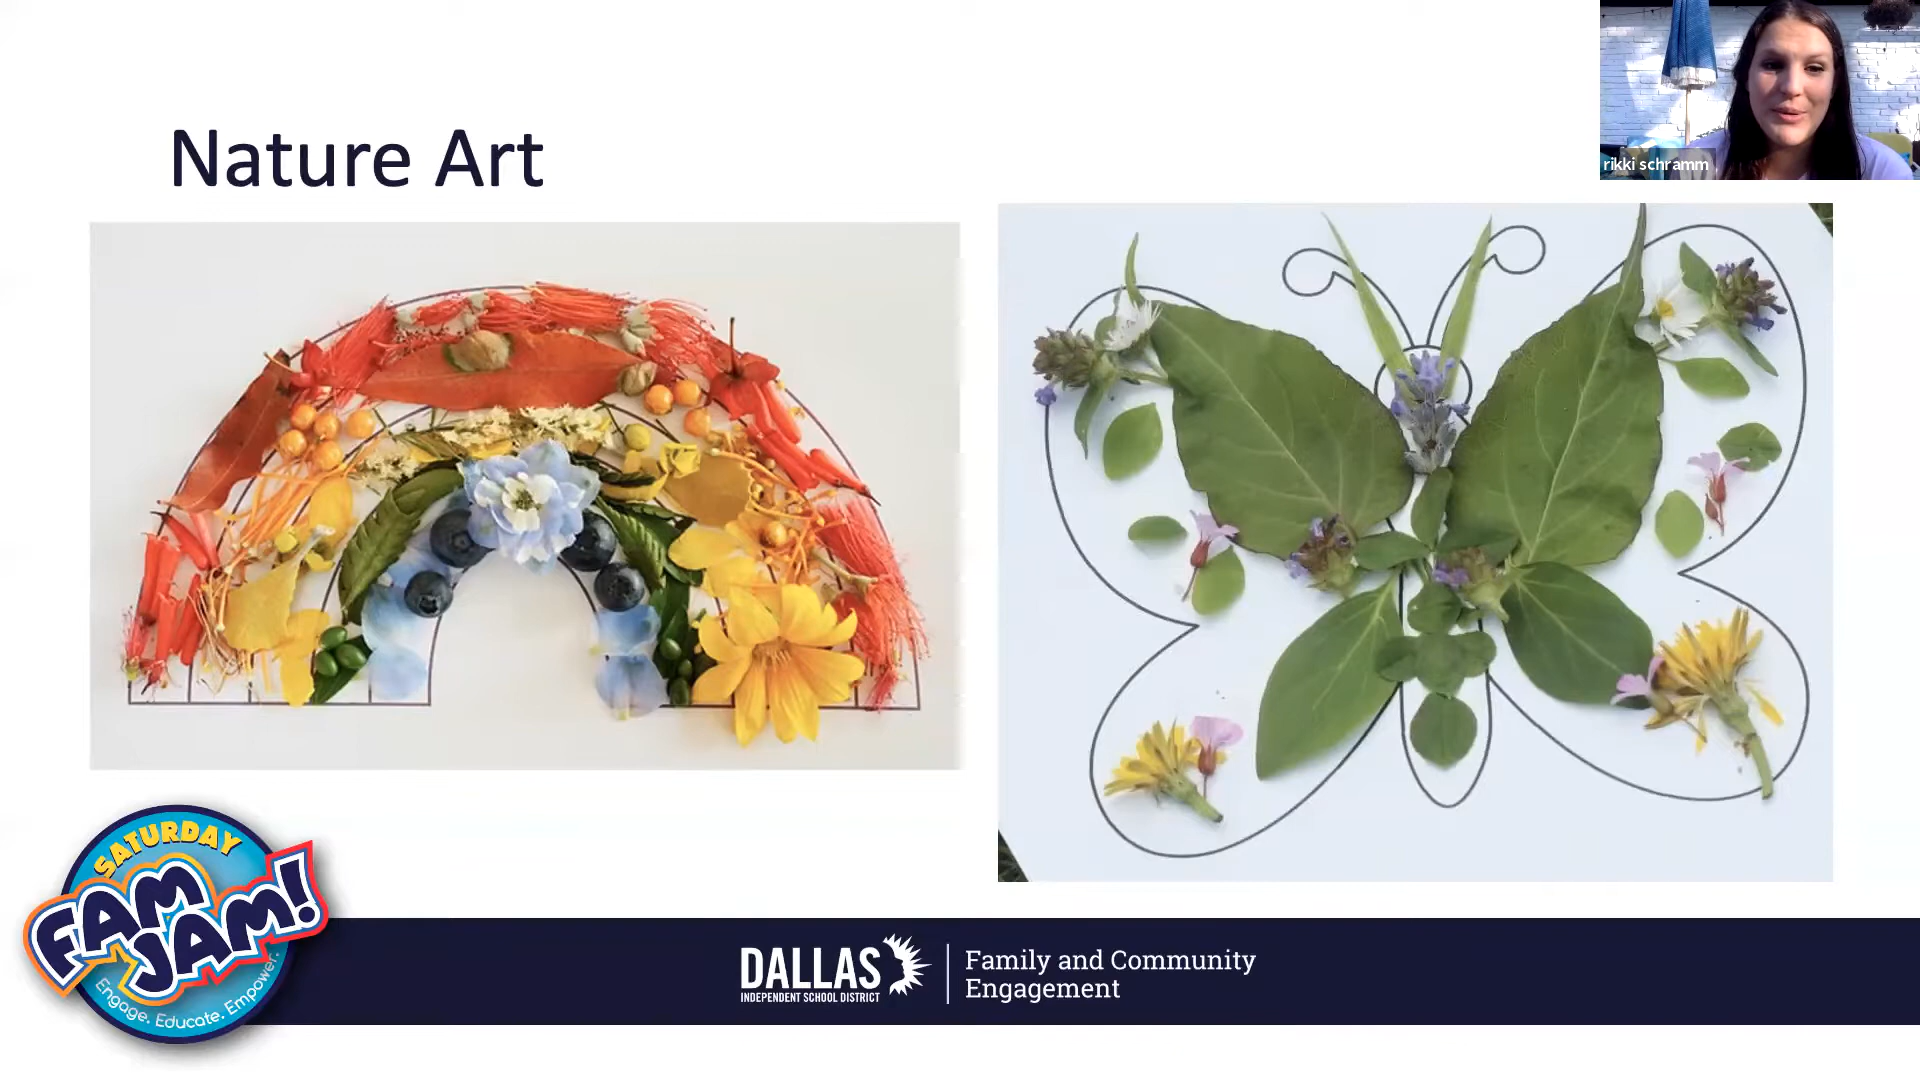 rikki schramm
Nature Art
SATURDAY
FAM
JAM!
Engage. Educate. Empower.
DALLAS
INDEPENDENT SCHOOL DISTRICT
Family and Community
Engagement